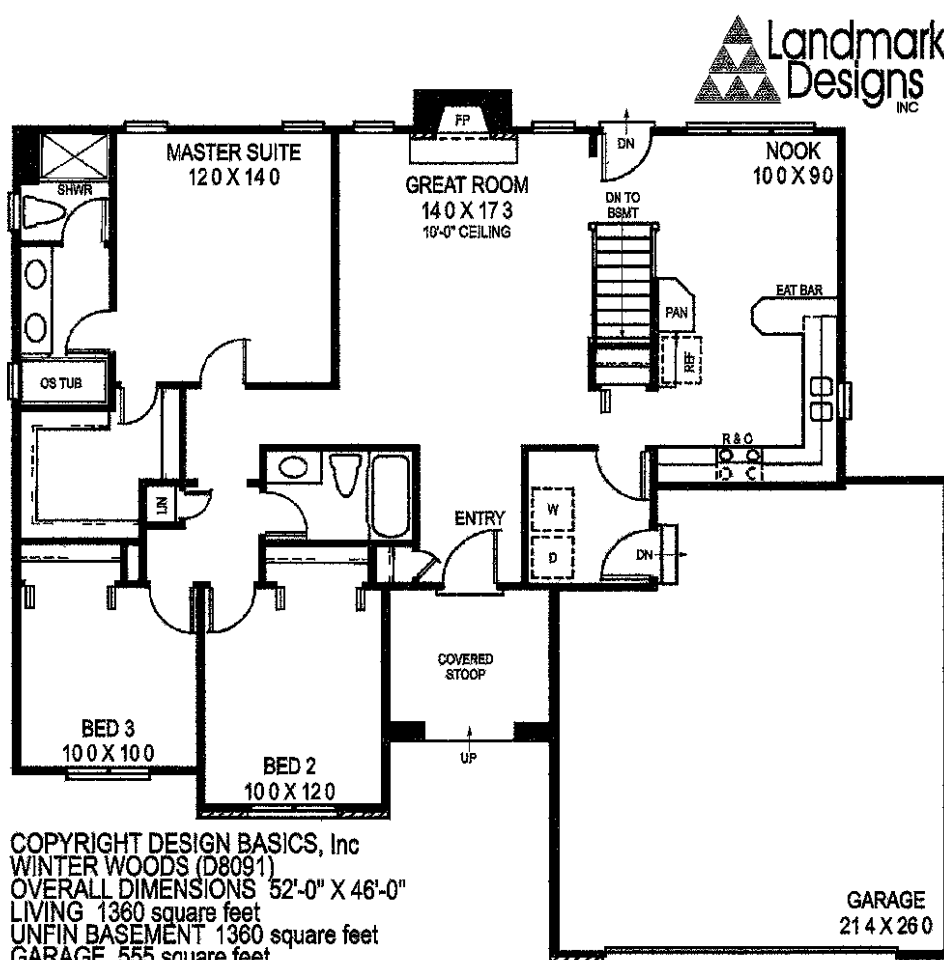 Landmark
Designs
INC
FP
DN
NOOK
10 0 X 9 0
MASTER SUITE
12 0 X 14 0
SHWR
GREAT ROOM
14 0 X 17 3
10'-0" CEILING
DN TO
BSMT
EAT BAR
PAN
REF
OS TUB
R & O
LIN
W
D
ENTRY
DN
COVERED
STOOP
UP
BED 3
10 0 X 10 0
BED 2
10 0 X 12 0
GARAGE
21 4 X 26 0
COPYRIGHT DESIGN BASICS, Inc
WINTER WOODS (D8091)
OVERALL DIMENSIONS 52'-0" X 46'-0"
LIVING 1360 square feet
UNFIN BASEMENT 1360 square feet
GARAGE 555 square feet